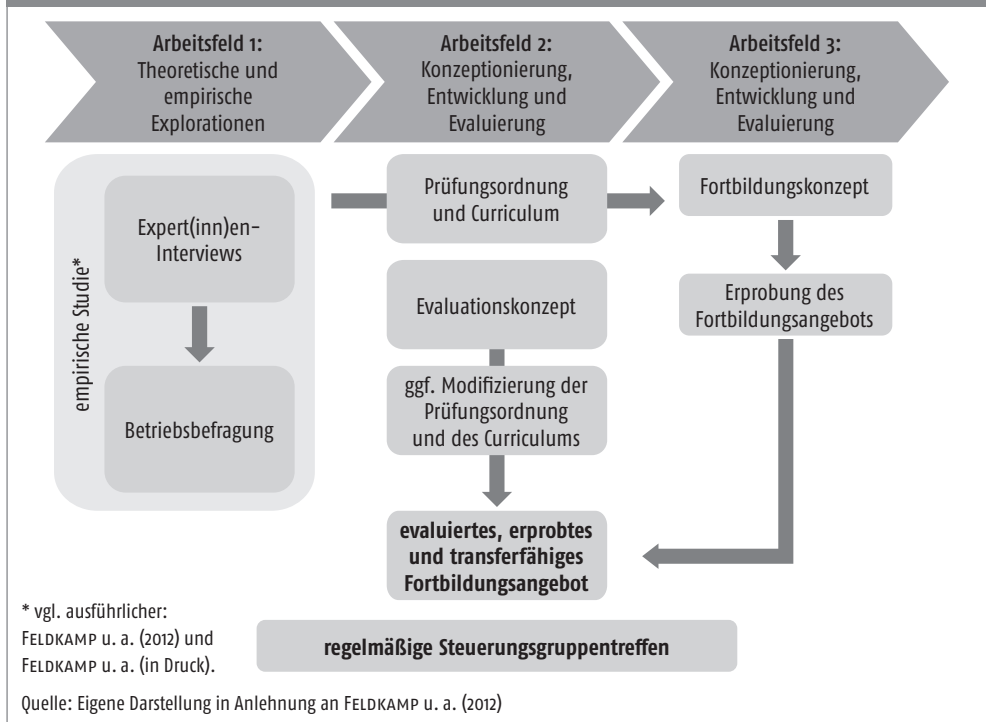 Arbeitsfeld 1:
Theoretische und
empirische
Explorationen
Arbeitsfeld 2:
Konzeptionierung,
Entwicklung und
Evaluierung
Arbeitsfeld 3:
Konzeptionierung,
Entwicklung und
Evaluierung
empirische Studie*
Expert(inn)en-
Interviews
Betriebsbefragung
Prüfungsordnung
und Curriculum
Evaluationskonzept
ggf. Modifizierung der
Prüfungsordnung
und des Curriculums
evaluiertes, erprobtes
und transferfähiges
Fortbildungsangebot
Fortbildungskonzept
Erprobung des
Fortbildungsangebots
* vgl. ausführlicher:
FELDKAMP u. a. (2012) und
FELDKAMP u. a. (in Druck).
regelmäßige Steuerungsgruppentreffen
Quelle: Eigene Darstellung in Anlehnung an FELDKAMP u. a. (2012)